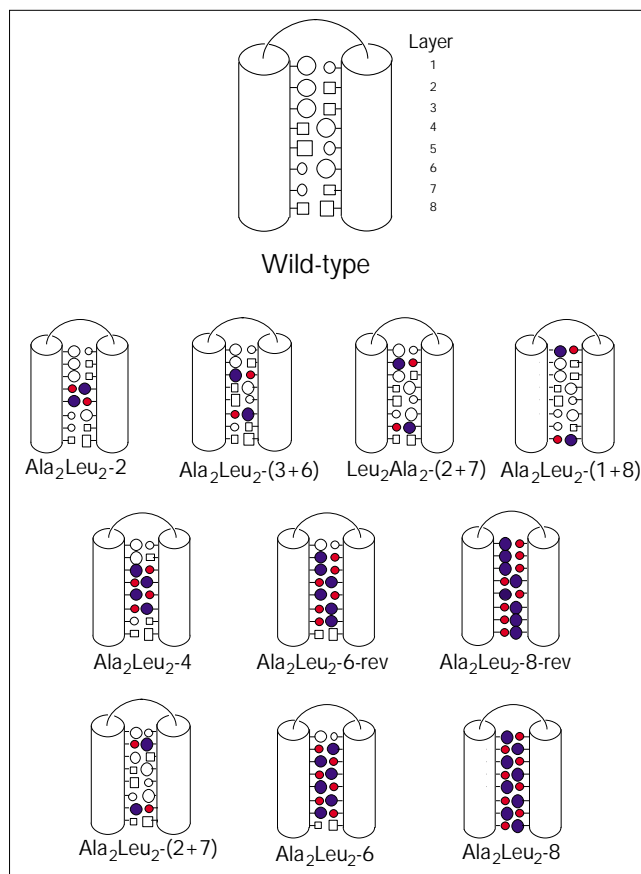 Layer
1
2
3
4
5
6
7
8
Wild-type
Ala₂Leu₂-2
Ala₂Leu₂-(3+6)
Leu₂Ala₂-(2+7)
Ala₂Leu₂-(1+8)
Ala₂Leu₂-4
Ala₂Leu₂-6-rev
Ala₂Leu₂-8-rev
Ala₂Leu₂-(2+7)
Ala₂Leu₂-6
Ala₂Leu₂-8